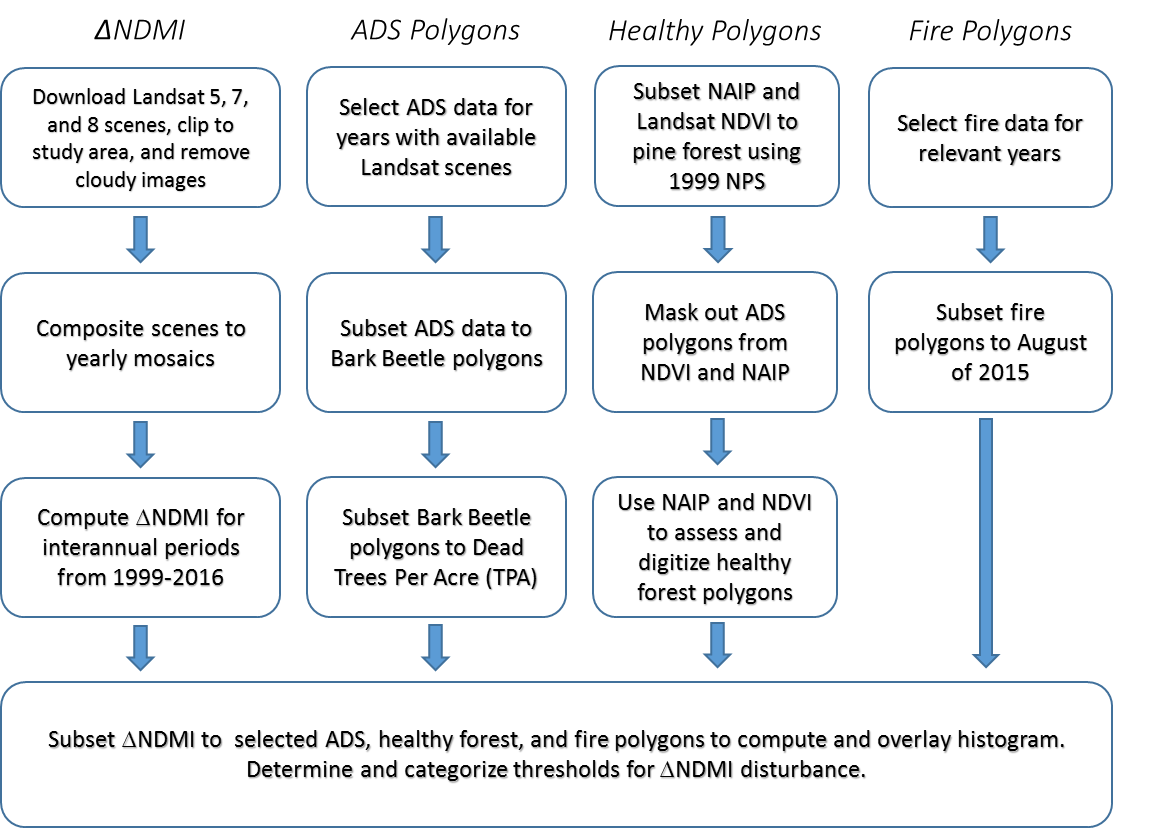 ΔNDMI
ADS Polygons
Healthy Polygons
Fire Polygons
Download Landsat 5, 7,
and 8 scenes, clip to
study area, and remove
cloudy images
Select ADS data for
years with available
Landsat scenes
Subset NAIP and
Landsat NDVI to
pine forest using
1999 NPS
Select fire data for
relevant years
Composite scenes to
yearly mosaics
Subset ADS data to
Bark Beetle polygons
Mask out ADS
polygons from
NDVI and NAIP
Subset fire
polygons to August
of 2015
Compute ∆NDMI for
interannual periods
from 1999-2016
Subset Bark Beetle
polygons to Dead
Trees Per Acre (TPA)
Use NAIP and NDVI
to assess and
digitize healthy
forest polygons
Subset ∆NDMI to  selected ADS, healthy forest, and fire polygons to compute and overlay histogram.
Determine and categorize thresholds for ∆NDMI disturbance.